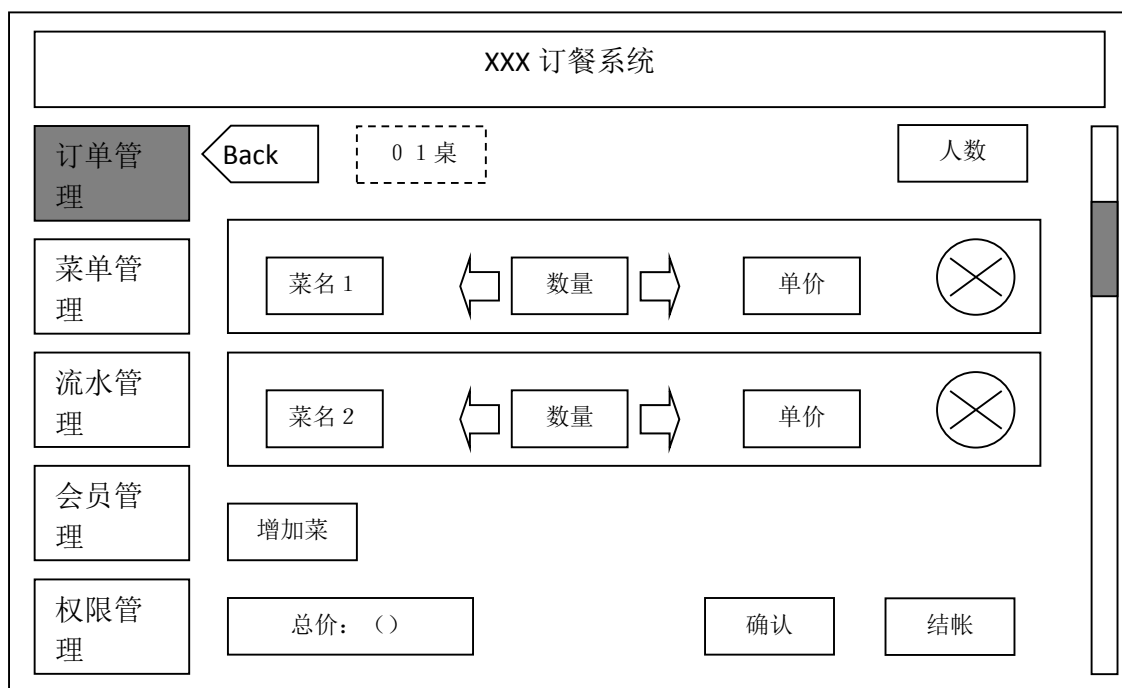 XXX 订餐系统
订单管
理
Back
０１桌
人数
菜单管
理
菜名 1
数量
单价
流水管
理
菜名 2
数量
单价
会员管
理
增加菜
权限管
理
总价：（）
确认
结帐